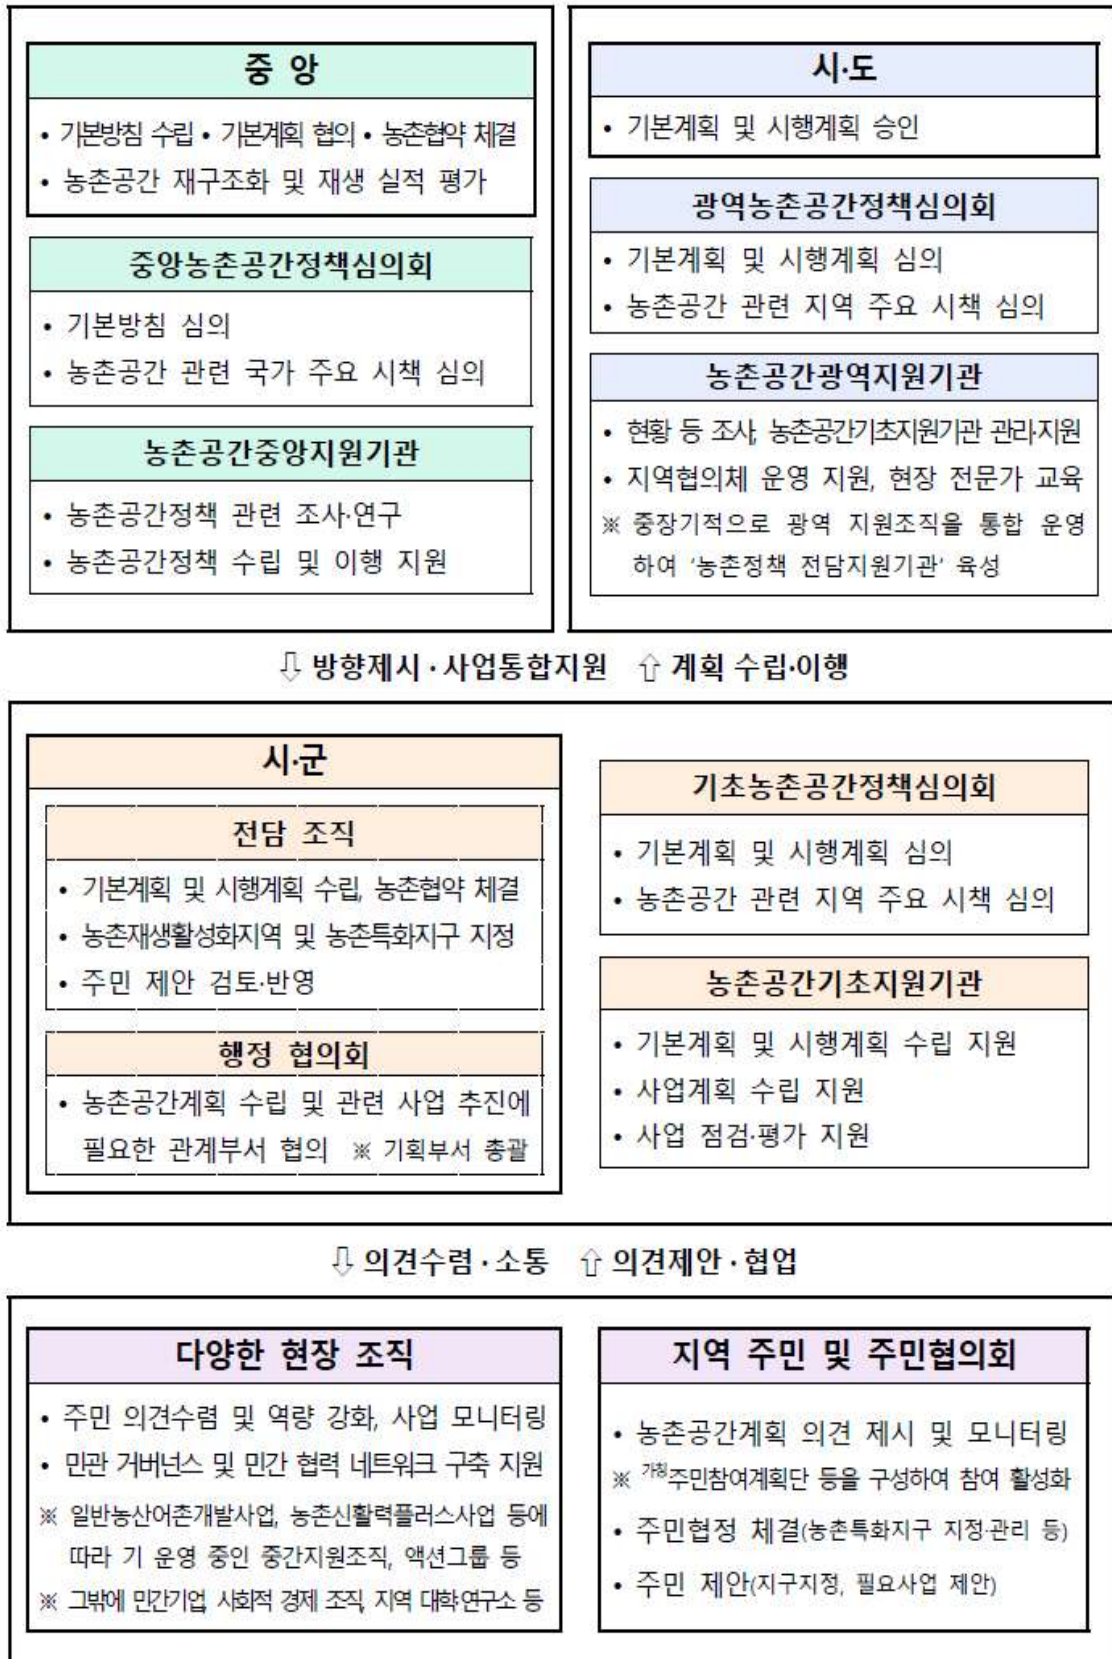 중 앙
• 기본방침 수립 • 기본계획 협의 • 농촌협약 체결
• 농촌공간 재구조화 및 재생 실적 평가
중앙농촌공간정책심의회
• 기본방침 심의
• 농촌공간 관련 국가 주요 시책 심의
농촌공간중앙지원기관
• 농촌공간정책 관련 조사·연구
• 농촌공간정책 수립 및 이행 지원
시·도
• 기본계획 및 시행계획 승인
광역농촌공간정책심의회
• 기본계획 및 시행계획 심의
• 농촌공간 관련 지역 주요 시책 심의
농촌공간광역지원기관
• 현황 등 조사, 농촌공간기초지원기관 관리·지원
• 지역협의체 운영 지원, 현장 전문가 교육
※ 중장기적으로 광역 지원조직을 통합 운영
하여 ‘농촌정책 전담지원기관’ 육성
⇩ 방향제시 · 사업통합지원 ⇧ 계획 수립·이행
시·군
전담 조직
• 기본계획 및 시행계획 수립, 농촌협약 체결
• 농촌재생활성화지역 및 농촌특화지구 지정
• 주민 제안 검토·반영
행정 협의회
• 농촌공간계획 수립 및 관련 사업 추진에
필요한 관계부서 협의 ※ 기획부서 총괄
기초농촌공간정책심의회
• 기본계획 및 시행계획 심의
• 농촌공간 관련 지역 주요 시책 심의
농촌공간기초지원기관
• 기본계획 및 시행계획 수립 지원
• 사업계획 수립 지원
• 사업 점검·평가 지원
⇩ 의견수렴 · 소통 ⇧ 의견제안 · 협업
다양한 현장 조직
• 주민 의견수렴 및 역량 강화, 사업 모니터링
• 민관 거버넌스 및 민간 협력 네트워크 구축 지원
※ 일반농산어촌개발사업, 농촌신활력플러스사업 등에
따라 기 운영 중인 중간지원조직, 액션그룹 등
※ 그밖에 민간기업, 사회적 경제 조직, 지역 대학·연구소 등
지역 주민 및 주민협의회
• 농촌공간계획 의견 제시 및 모니터링
※ 가칭주민참여계획단 등을 구성하여 참여 활성화
• 주민협정 체결(농촌특화지구 지정·관리 등)
• 주민 제안(지구지정, 필요사업 제안)